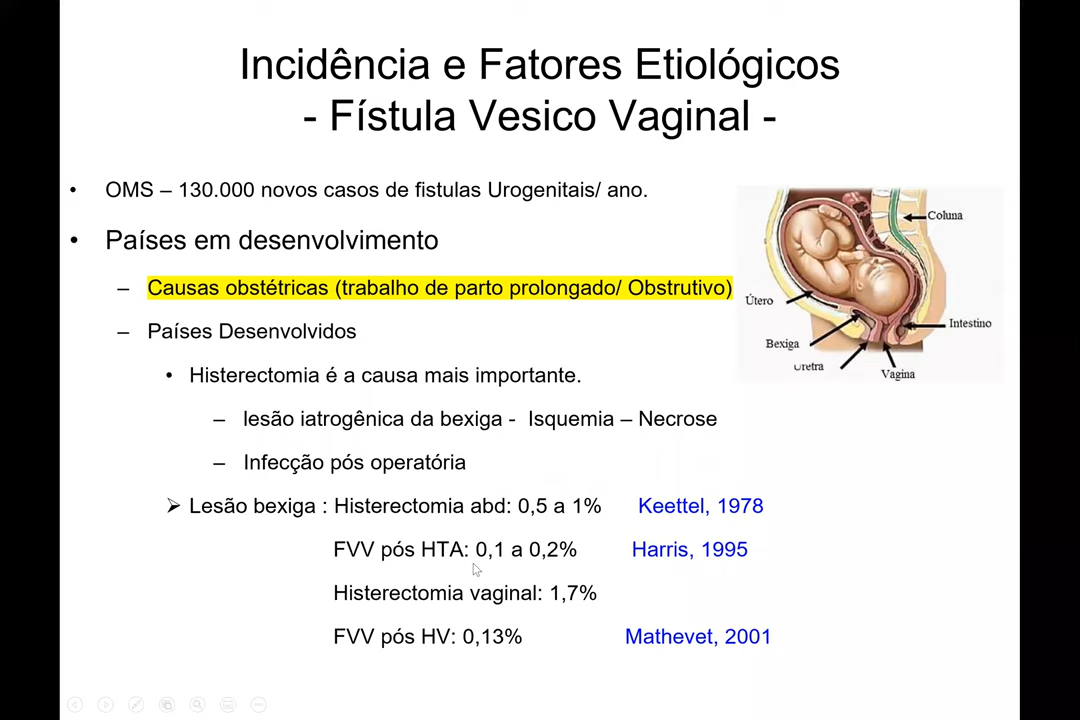 Incidência e Fatores Etiológicos
- Fístula Vesico Vaginal -
• OMS – 130.000 novos casos de fistulas Urogenitais/ ano.
• Países em desenvolvimento
– Causas obstétricas (trabalho de parto prolongado/ Obstrutivo)
– Países Desenvolvidos
• Histerectomia é a causa mais importante.
– lesão iatrogênica da bexiga - Isquemia – Necrose
– Infecção pós operatória
➢ Lesão bexiga : Histerectomia abd: 0,5 a 1% Keettel, 1978
FVV pós HTA: 0,1 a 0,2% Harris, 1995
Histerectomia vaginal: 1,7%
FVV pós HV: 0,13% Mathevet, 2001
Coluna
Útero
Intestino
Bexiga
Uretra
Vagina